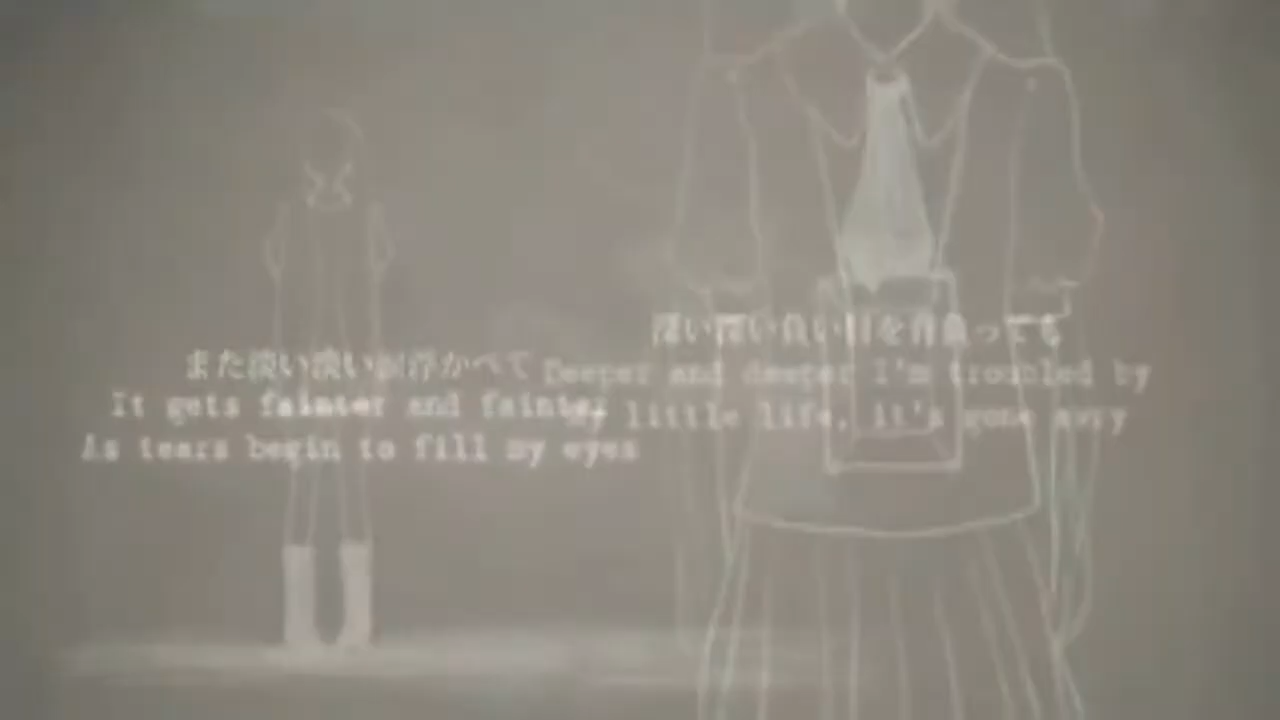 また淡い淡い涙浮かべて
It gets fainter and fainter
As tears begin to fill my eyes
深い深い負い目を背負っても
Deeper and deeper I'm troubled by
my little life, it's gone awry